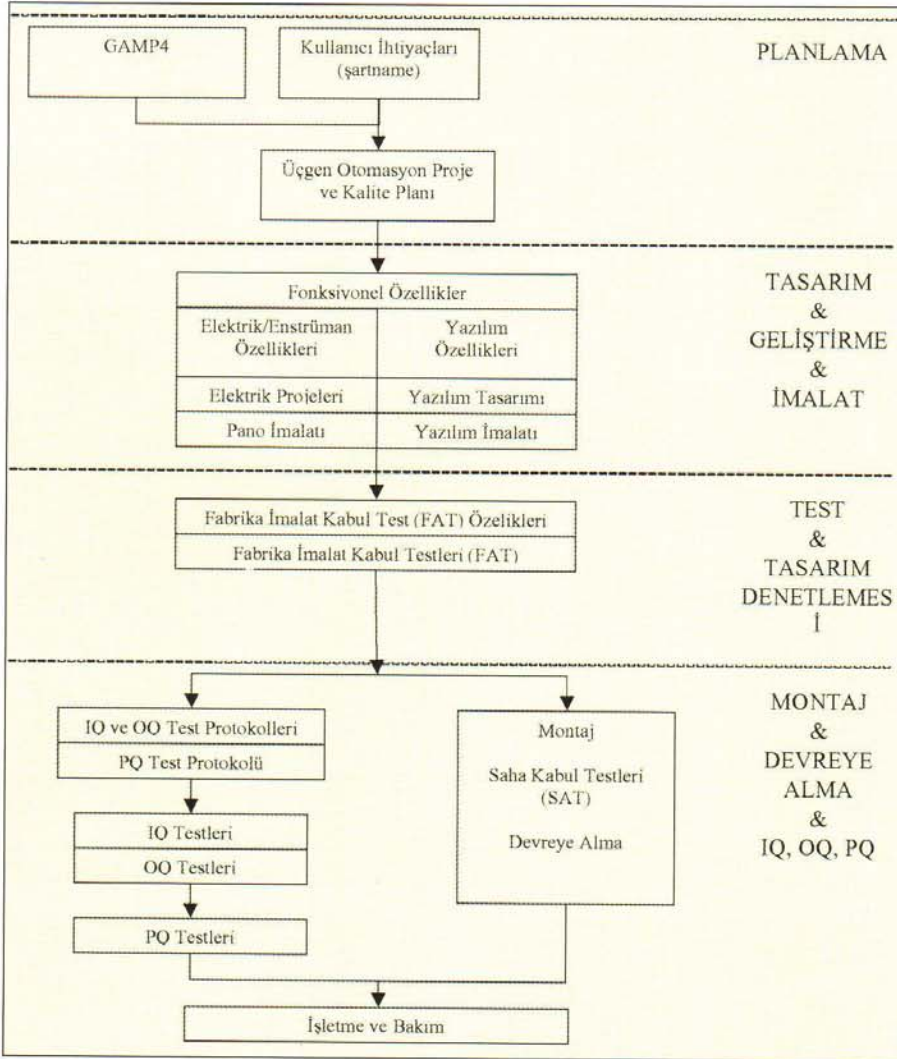 GAMP4
Kullanıcı İhtiyaçları
(şartname)
PLANLAMA
Üçgen Otomasyon Proje
ve Kalite Planı
Fonksivonel Özellikler
Elektrik/Enstrüman
Özellikleri
Yazılım
Özellikleri
Elektrik Projeleri
Yazılım Tasarımı
Pano İmalatı
Yazılım İmalatı
TASARIM
&
GELİŞTİRME
&
İMALAT
Fabrika İmalat Kabul Test (FAT) Özelikleri
Fabrika İmalat Kabul Testleri (FAT)
TEST
&
TASARIM
DENETLEMES
İ
IQ ve OQ Test Protokolleri
PQ Test Protokolü
IQ Testleri
OQ Testleri
PQ Testleri
Montaj
Saha Kabul Testleri
(SAT)
Devreye Alma
MONTAJ
&
DEVREYE
ALMA
&
IQ, OQ, PQ
İşletme ve Bakım